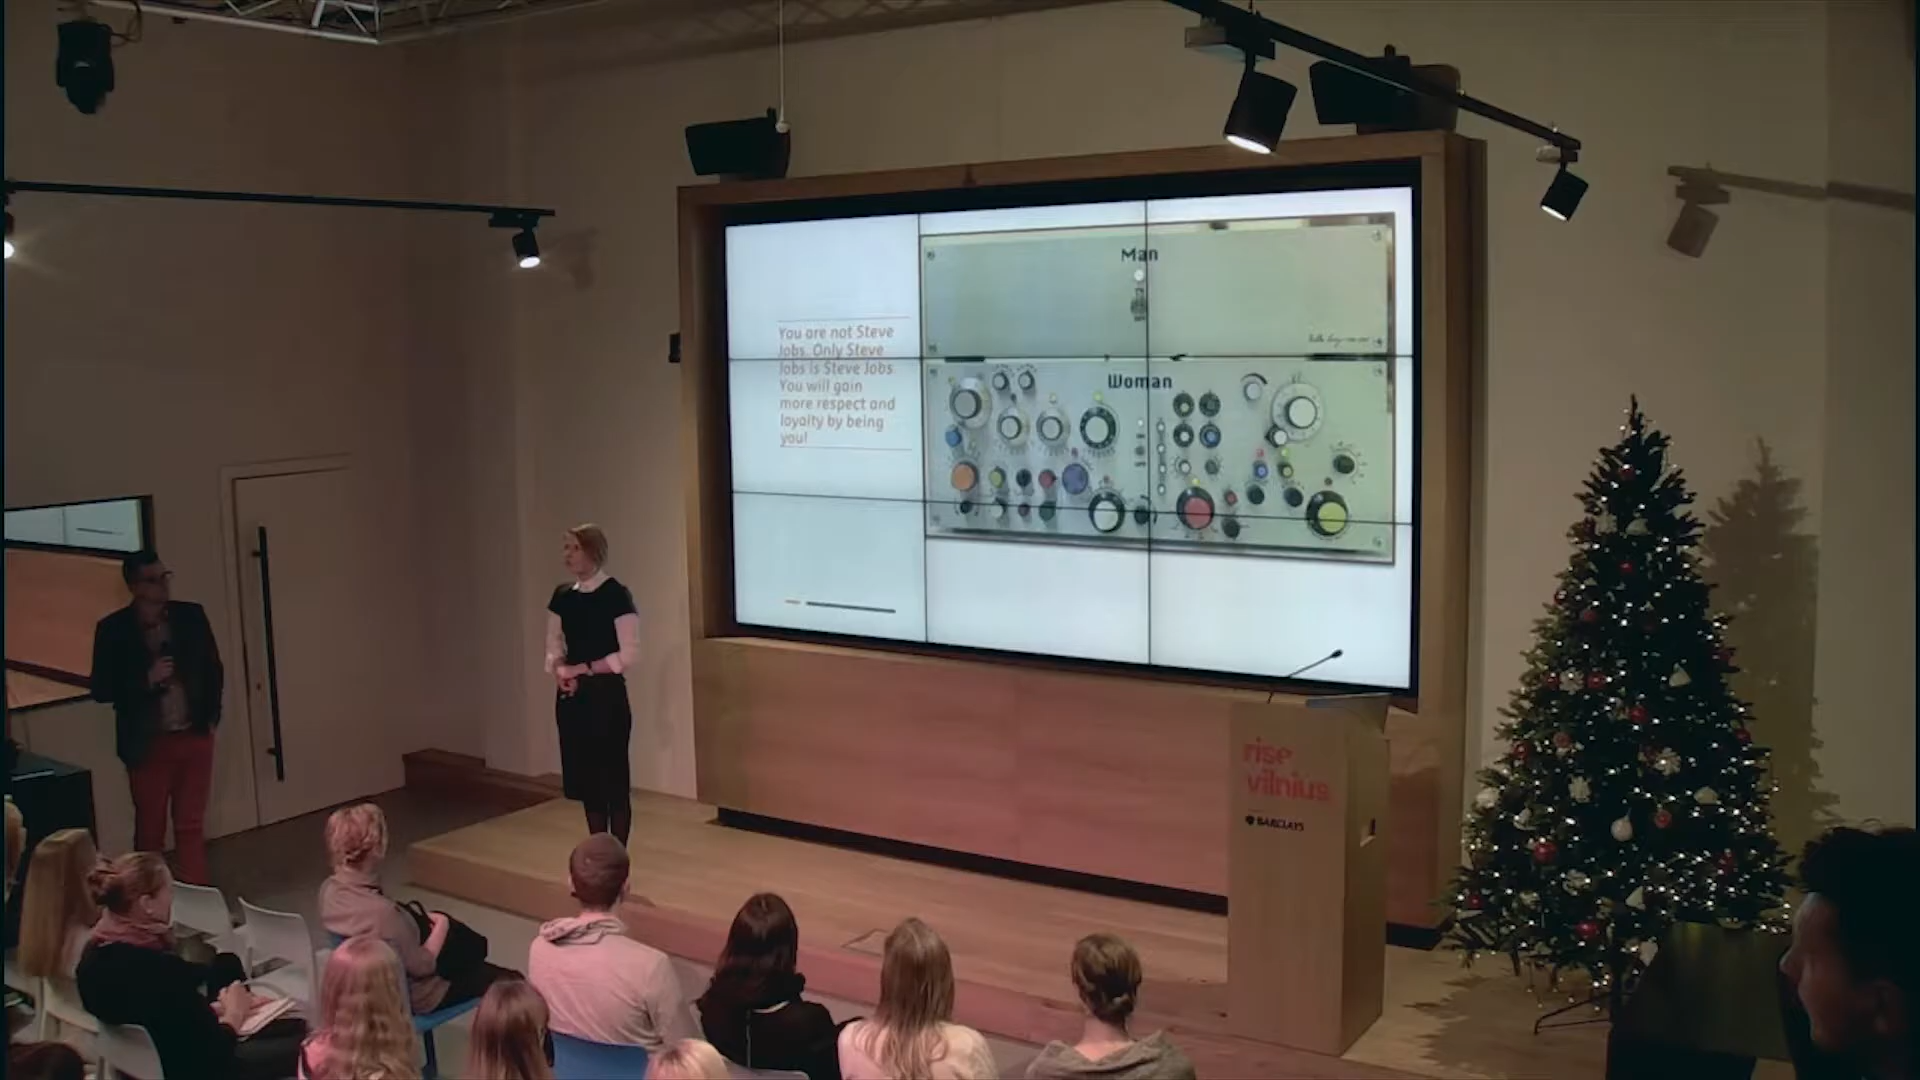 You are not Steve
Jobs. Only Steve
Jobs is Steve Jobs
You will gain
more respect and
loyalty by being
you!
Man
Woman
rise
vilnius
BARCLAYS